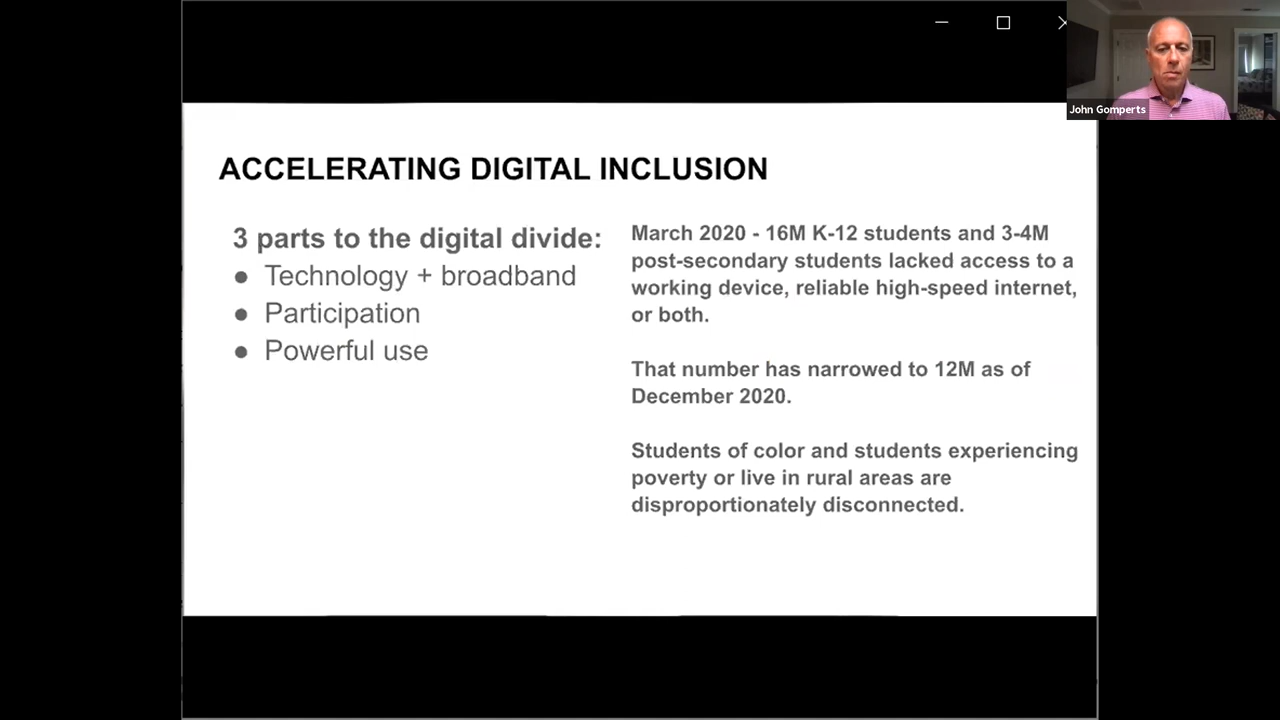 John Gomperts
ACCELERATING DIGITAL INCLUSION
3 parts to the digital divide:
● Technology + broadband
● Participation
● Powerful use
March 2020 - 16M K-12 students and 3-4M
post-secondary students lacked access to a
working device, reliable high-speed internet,
or both.
That number has narrowed to 12M as of
December 2020.
Students of color and students experiencing
poverty or live in rural areas are
disproportionately disconnected.